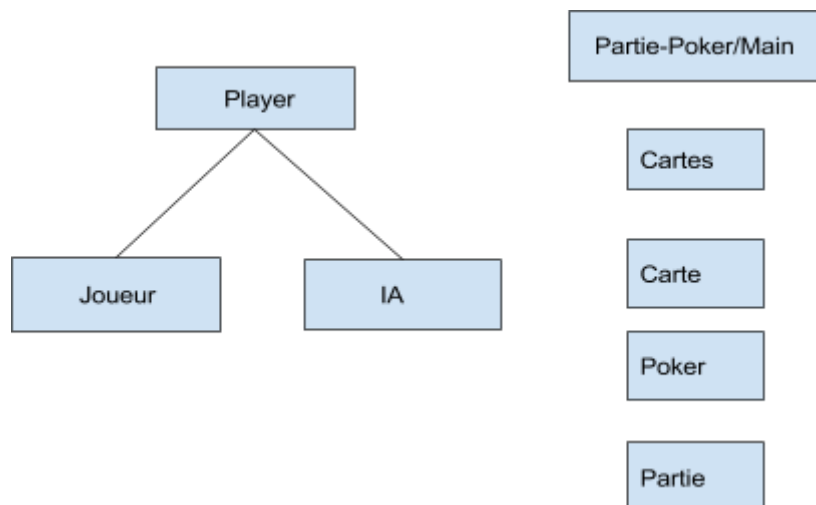 Partie-Poker/Main
Player
Cartes
Joueur
IA
Carte
Poker
Partie